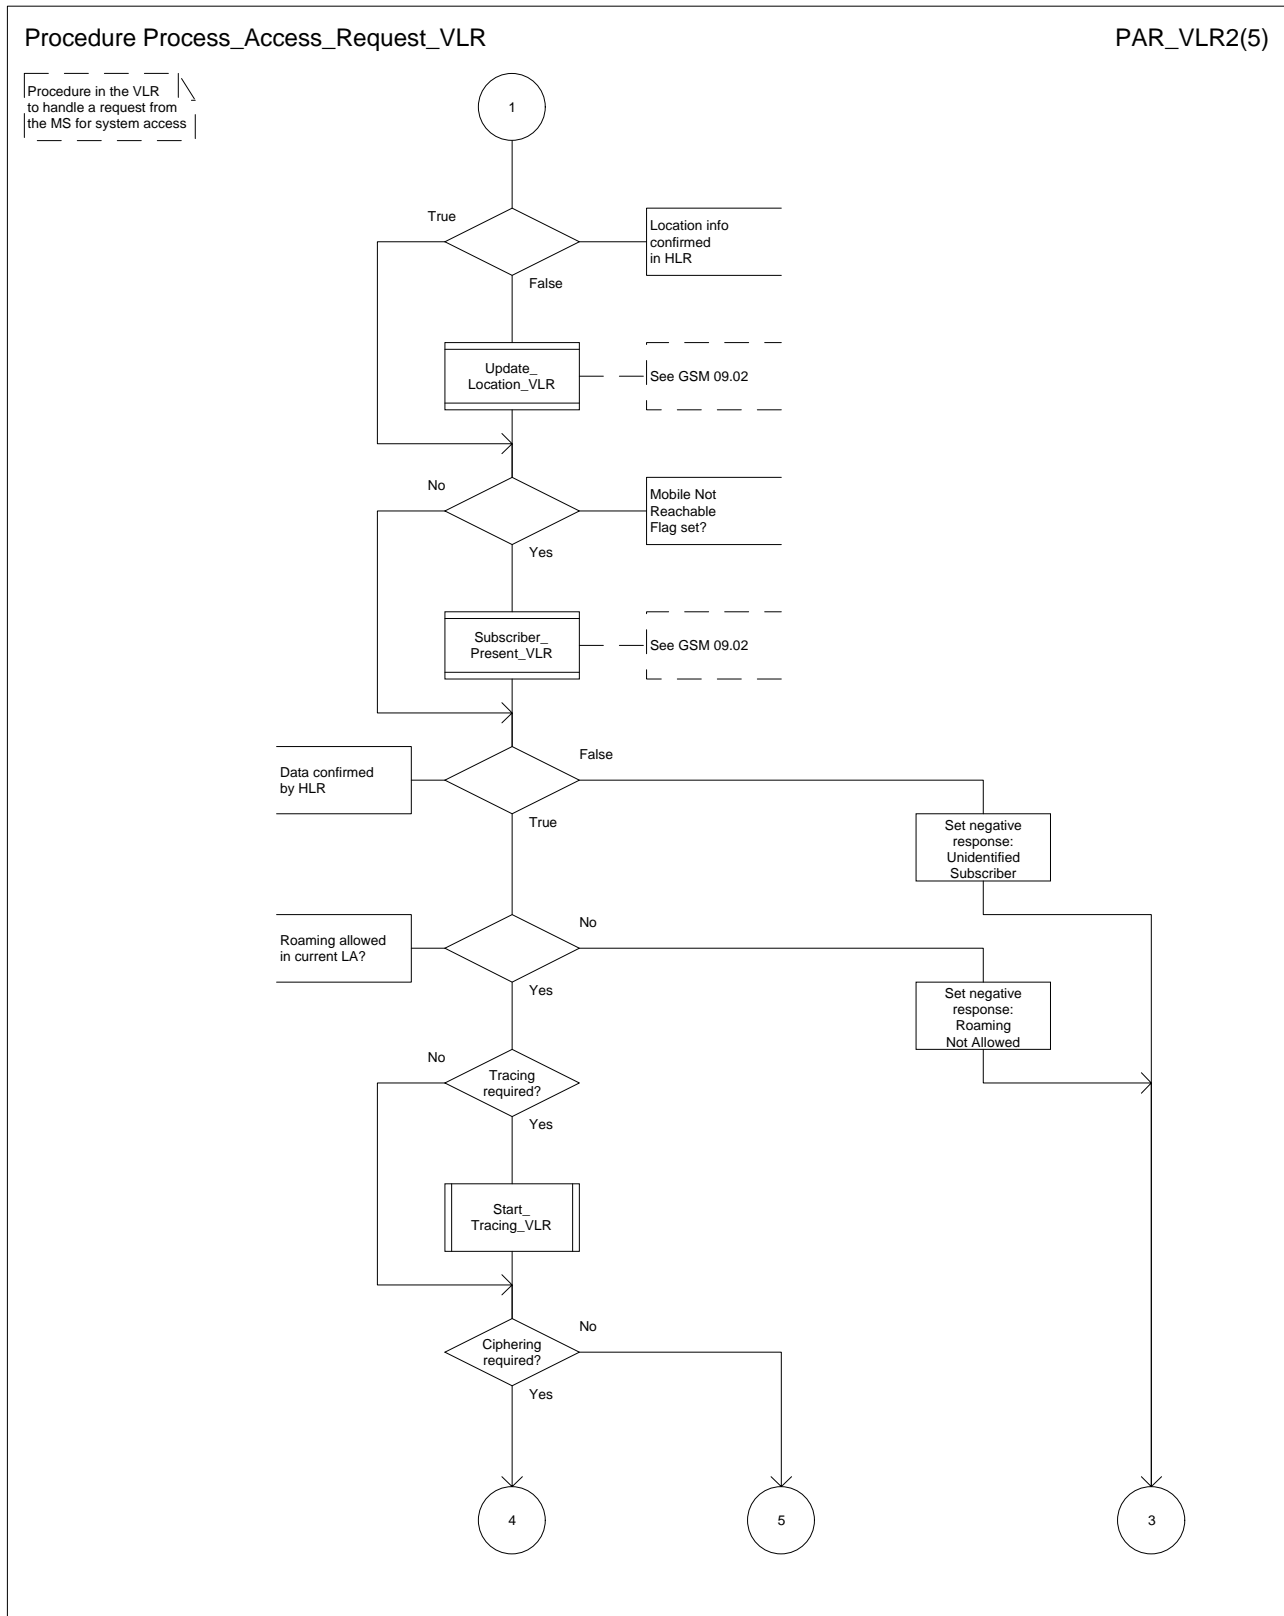 Procedure Process_Access_Request_VLR
PAR_VLR2(5)
Procedure in the VLR
to handle a request from
the MS for system access
1
True
Location info
confirmed
in HLR
False
Update_
Location_VLR
See GSM 09.02
No
Mobile Not
Reachable
Flag set?
Yes
Subscriber_
Present_VLR
See GSM 09.02
Data confirmed
by HLR
False
True
Set negative
response:
Unidentified
Subscriber
Roaming allowed
in current LA?
No
Yes
Set negative
response:
Roaming
Not Allowed
No
Tracing
required?
Yes
Start_
Tracing_VLR
Ciphering
required?
No
Yes
4
5
3